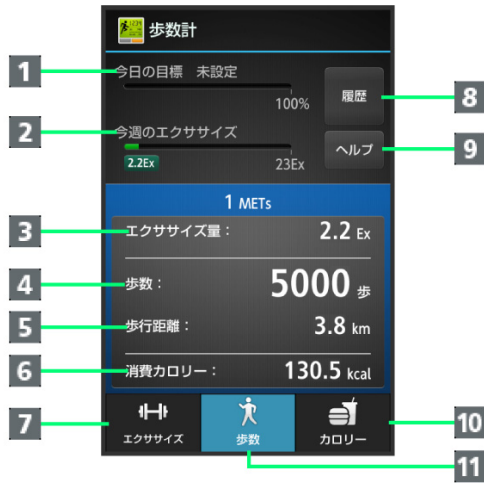 歩数計
1
今日の目標 未設定
100%
履歴
8
2
今週のエクササイズ
2.2Ex
23Ex
ヘルプ
9
1 METs
3
エクササイズ量：
2.2 Ex
4
歩数：
5000 歩
5
歩行距離：
3.8 km
6
消費カロリー：
130.5 kcal
7
エクササイズ
歩数
カロリー
10
11